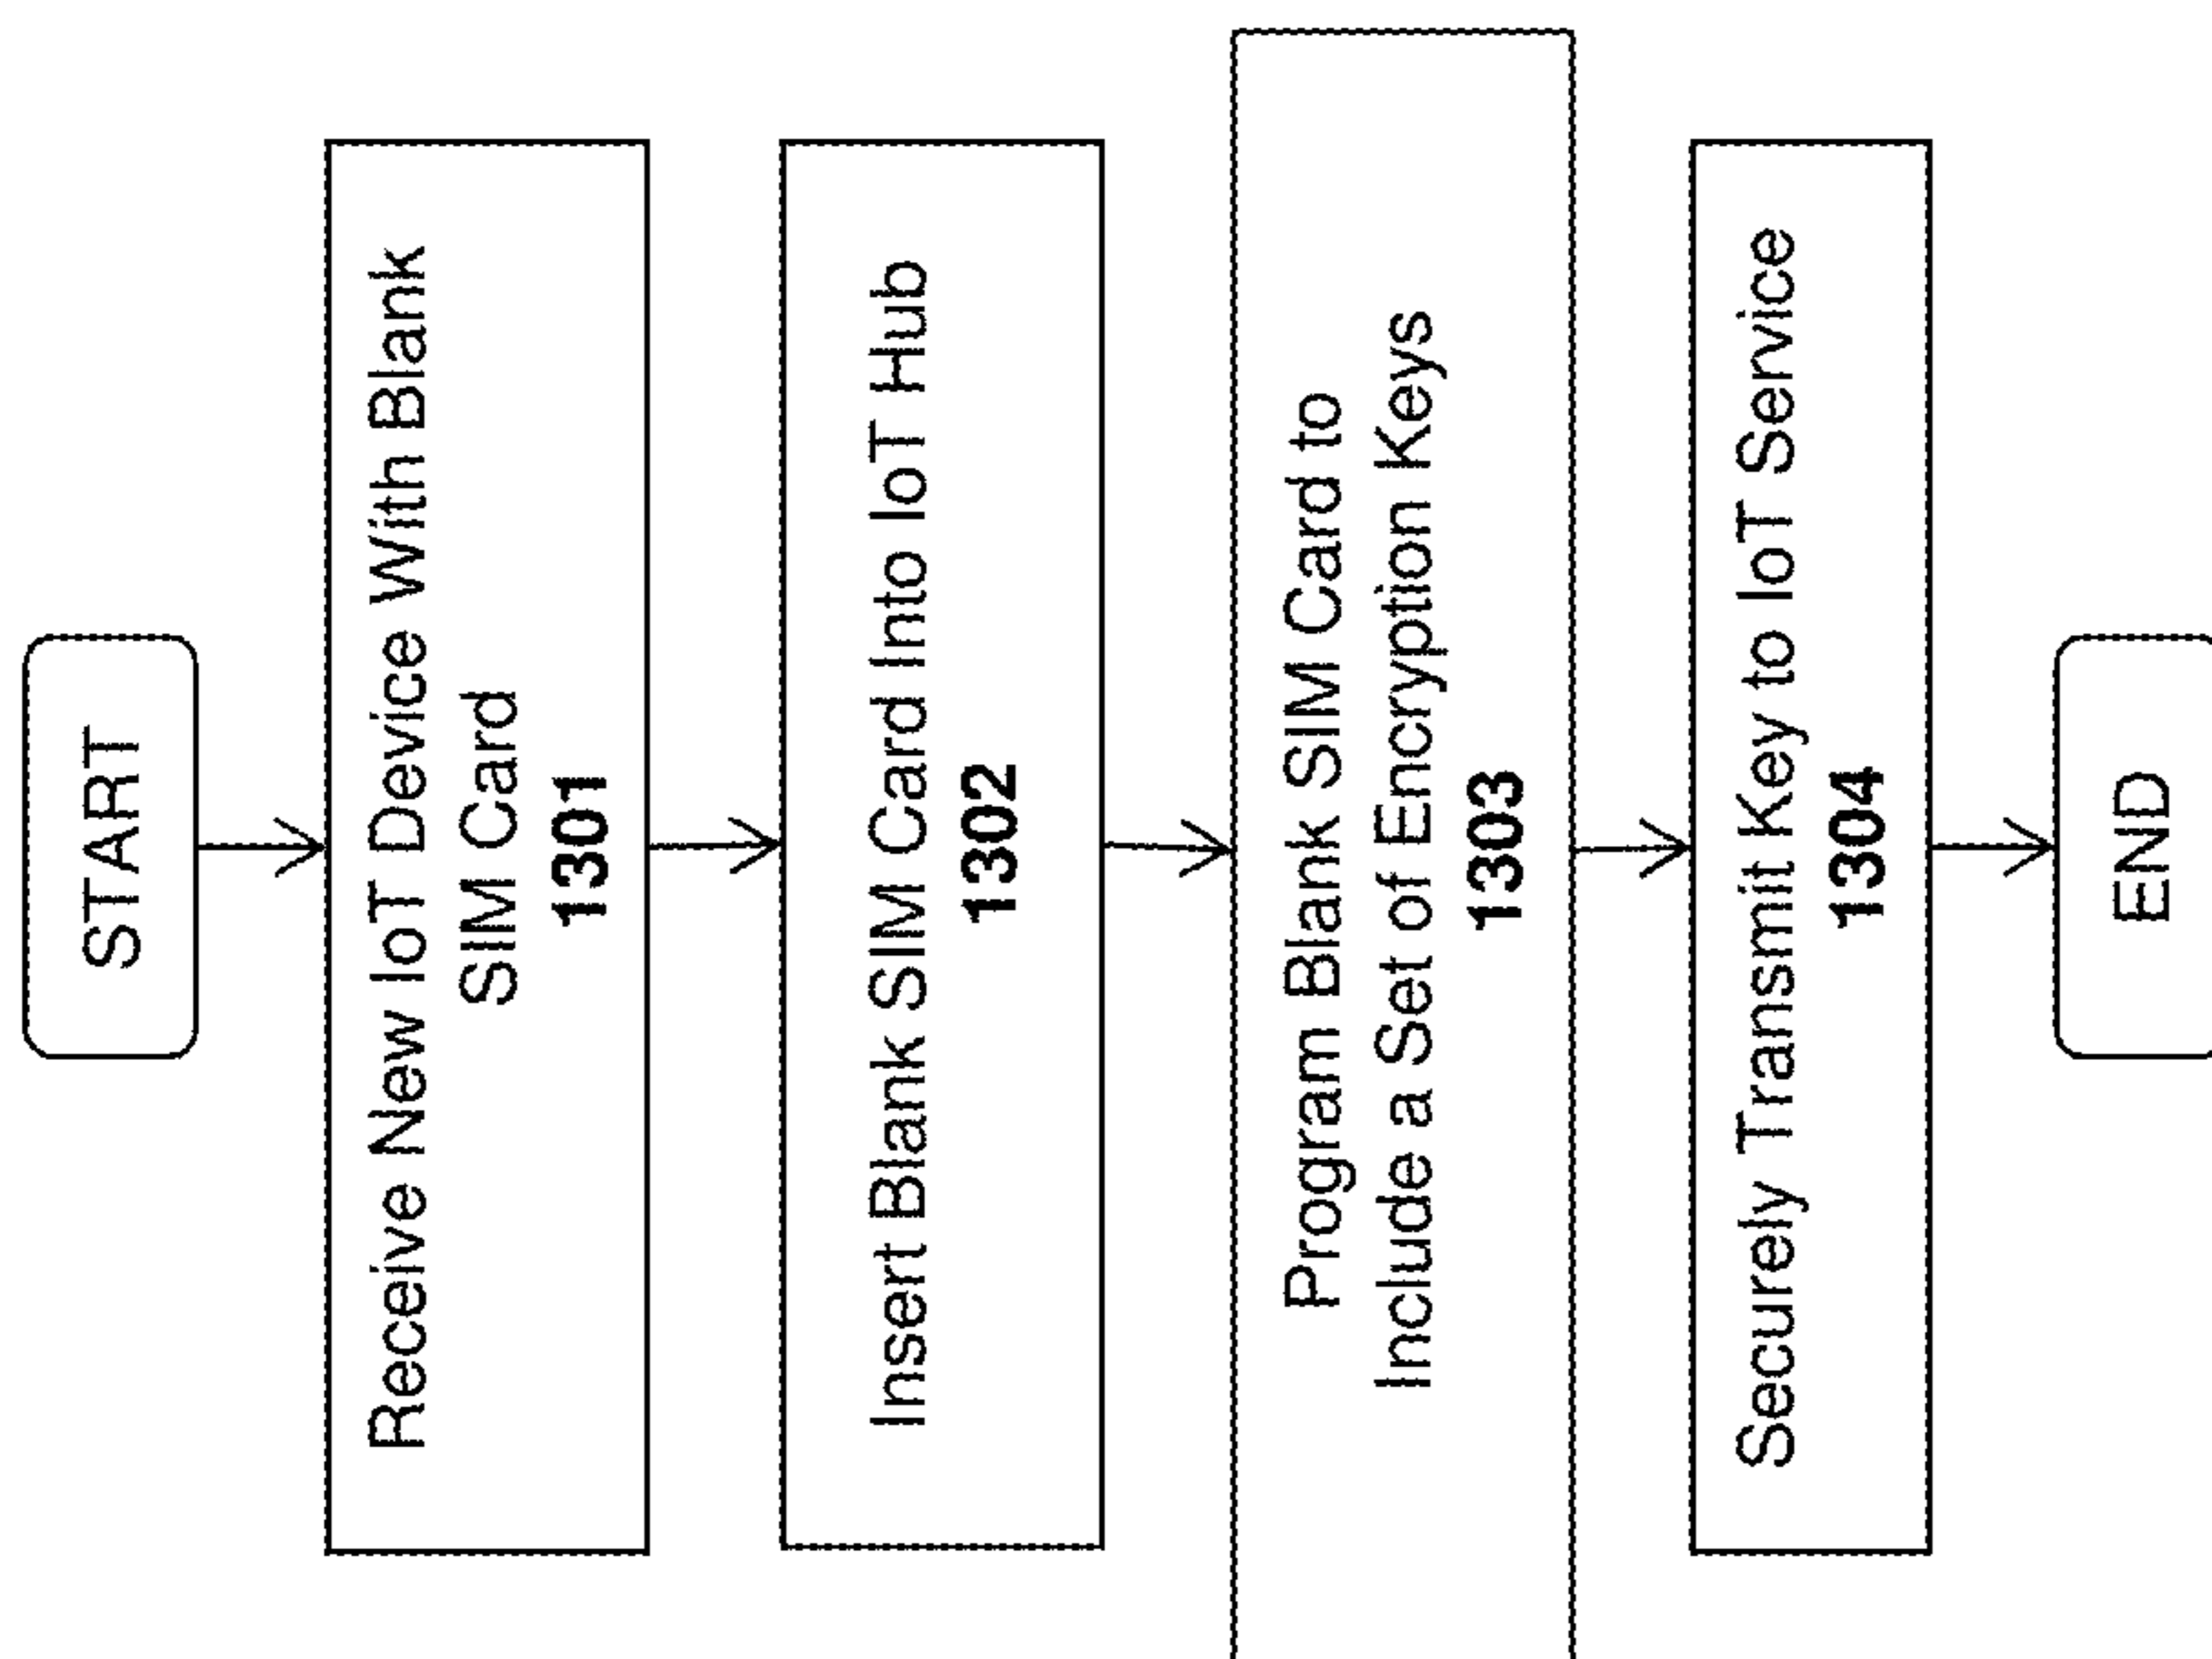 START
Receive New IoT Device With Blank
SIM Card
1301
Insert Blank SIM Card Into IoT Hub
1302
Program Blank SIM Card to
Include a Set of Encryption Keys
1303
Securely Transmit Key to IoT Service
1304
END